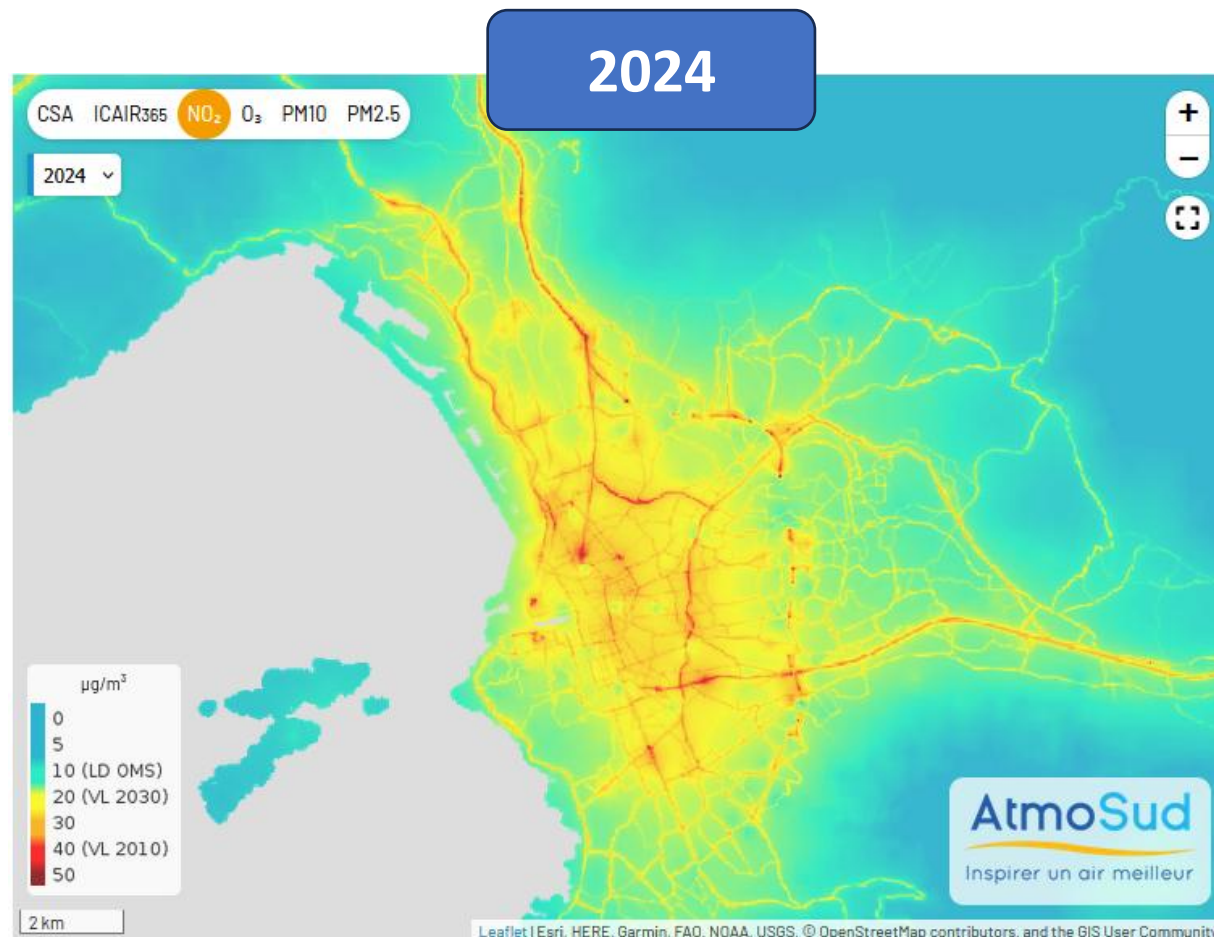 2024
CSA ICAIR365 NO₂ O₃ PM10 PM2.5
2024
+
−
µg/m³
0
5
10 (LD OMS)
20 (VL 2030)
30
40 (VL 2010)
50
2 km
AtmoSud
Inspirer un air meilleur
Leaflet | Esri, HERE, Garmin, FAO, NOAA, USGS, © OpenStreetMap contributors, and the GIS User Community